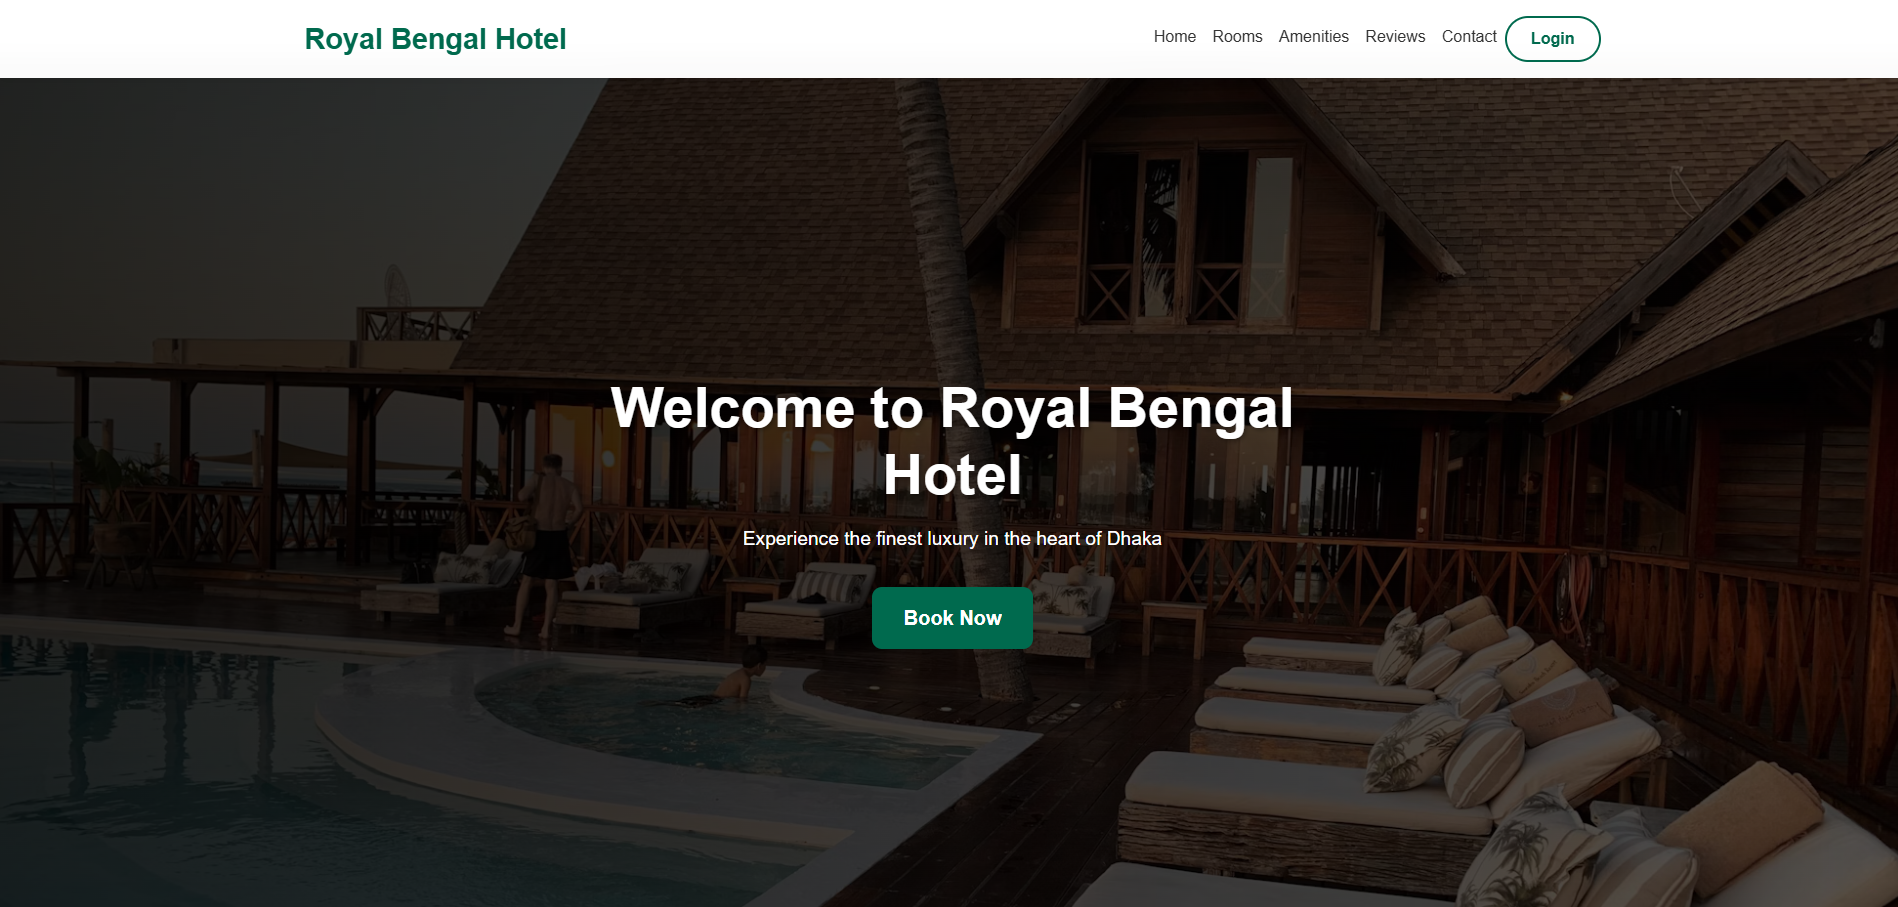 Royal Bengal Hotel
Home Rooms Amenities Reviews Contact Login
Welcome to Royal Bengal
Hotel
Experience the finest luxury in the heart of Dhaka
Book Now